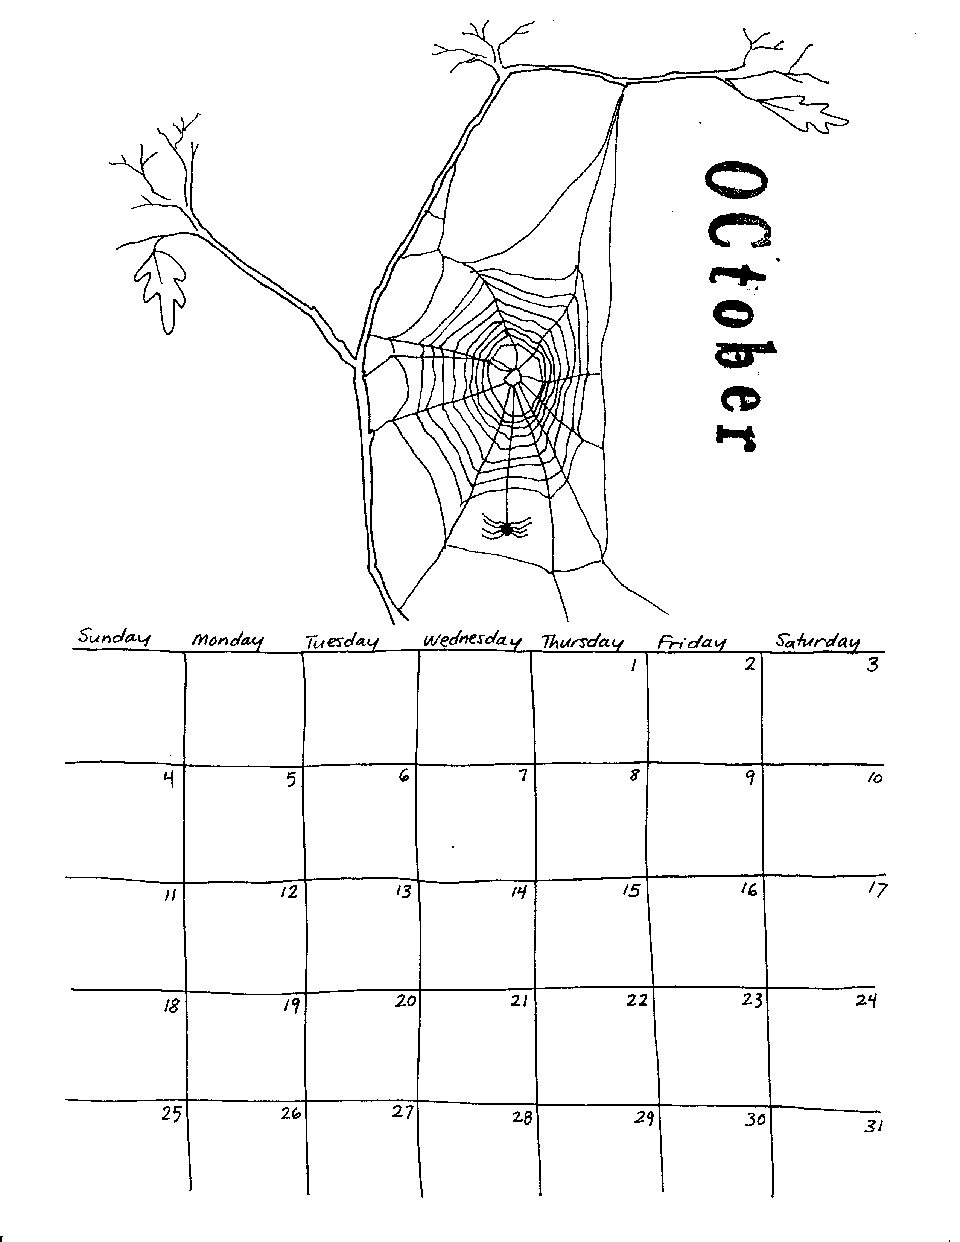 OCtober
Sunday Monday Tuesday Wednesday Thursday Friday Saturday
1 2 3
4 5 6 7 8 9 10
11 12 13 14 15 16 17
18 19 20 21 22 23 24
25 26 27 28 29 30 31